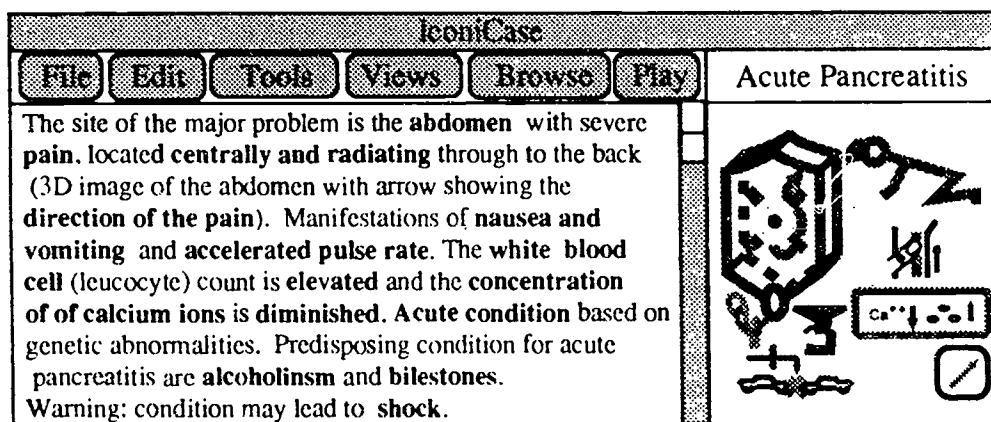 IconiCase
File Edit Tools Views Browse Play
Acute Pancreatitis
The site of the major problem is the abdomen with severe
pain, located centrally and radiating through to the back
(3D image of the abdomen with arrow showing the
direction of the pain). Manifestations of nausea and
vomiting and accelerated pulse rate. The white blood
cell (leucocyte) count is elevated and the concentration
of of calcium ions is diminished. Acute condition based on
genetic abnormalities. Predisposing condition for acute
pancreatitis are alcoholinsm and bilestones.
Warning: condition may lead to shock.
Ca++